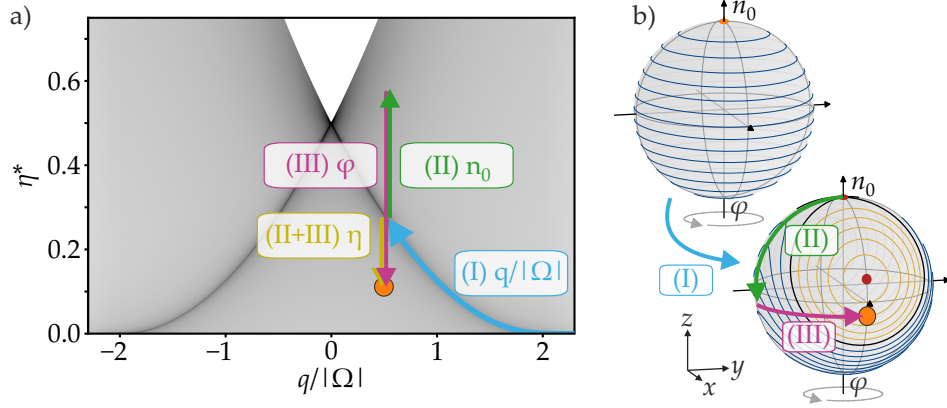 a)
b)
η*
0.6
0.4
0.2
0.0
−2
−1
0
1
2
q/|Ω|
(III) φ
(II) n₀
(II+III) η
(I) q/|Ω|
n₀
φ
(I)
n₀
(II)
(III)
φ
z
y
x